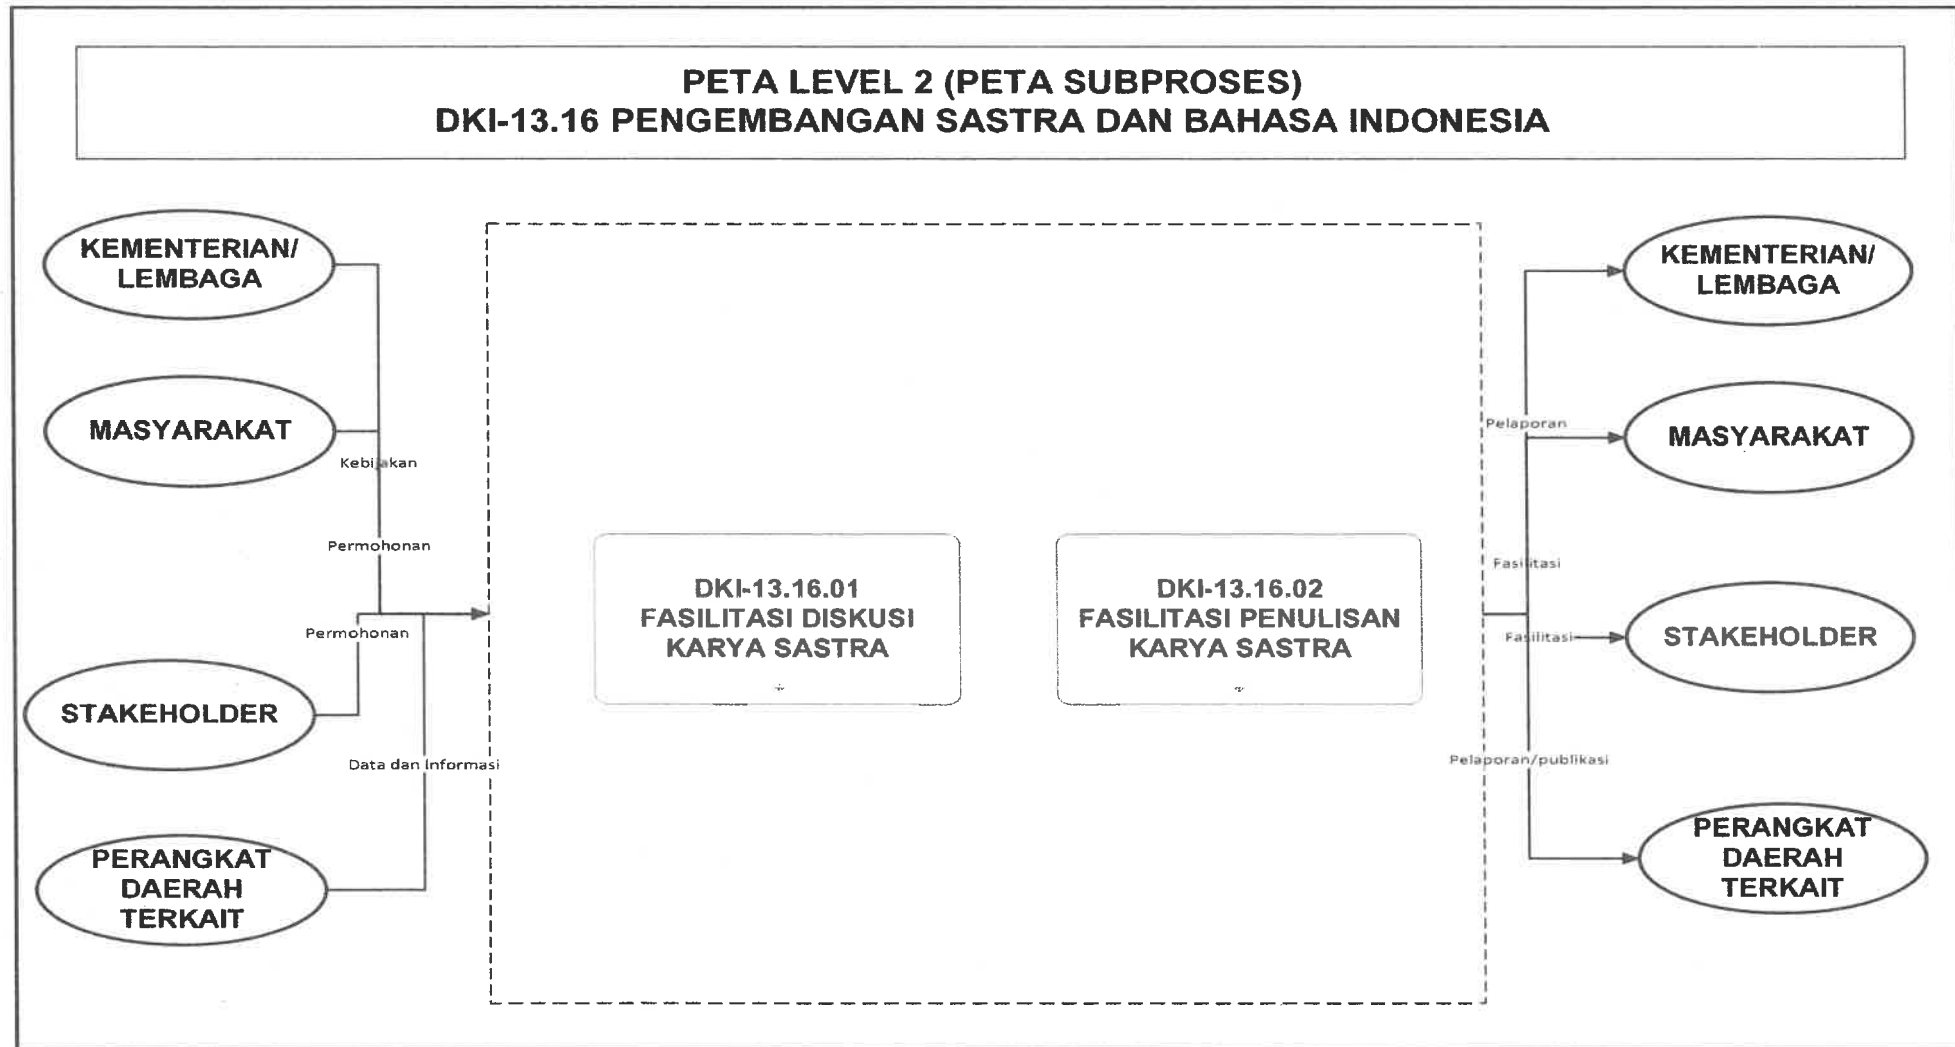 PETA LEVEL 2 (PETA SUBPROSES)
DKI-13.16 PENGEMBANGAN SASTRA DAN BAHASA INDONESIA
KEMENTERIAN/
LEMBAGA
MASYARAKAT
Kebijakan
Permohonan
Permohonan
STAKEHOLDER
Data dan Informasi
PERANGKAT
DAERAH
TERKAIT
DKI-13.16.01
FASILITASI DISKUSI
KARYA SASTRA
DKI-13.16.02
FASILITASI PENULISAN
KARYA SASTRA
KEMENTERIAN/
LEMBAGA
Pelaporan
MASYARAKAT
Fasilitasi
Fasilitasi
STAKEHOLDER
Pelaporan/publikasi
PERANGKAT
DAERAH
TERKAIT